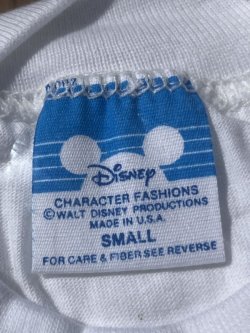 Disney
CHARACTER FASHIONS
©WALT DISNEY PRODUCTIONS
MADE IN U.S.A.
SMALL
FOR CARE & FIBER SEE REVERSE